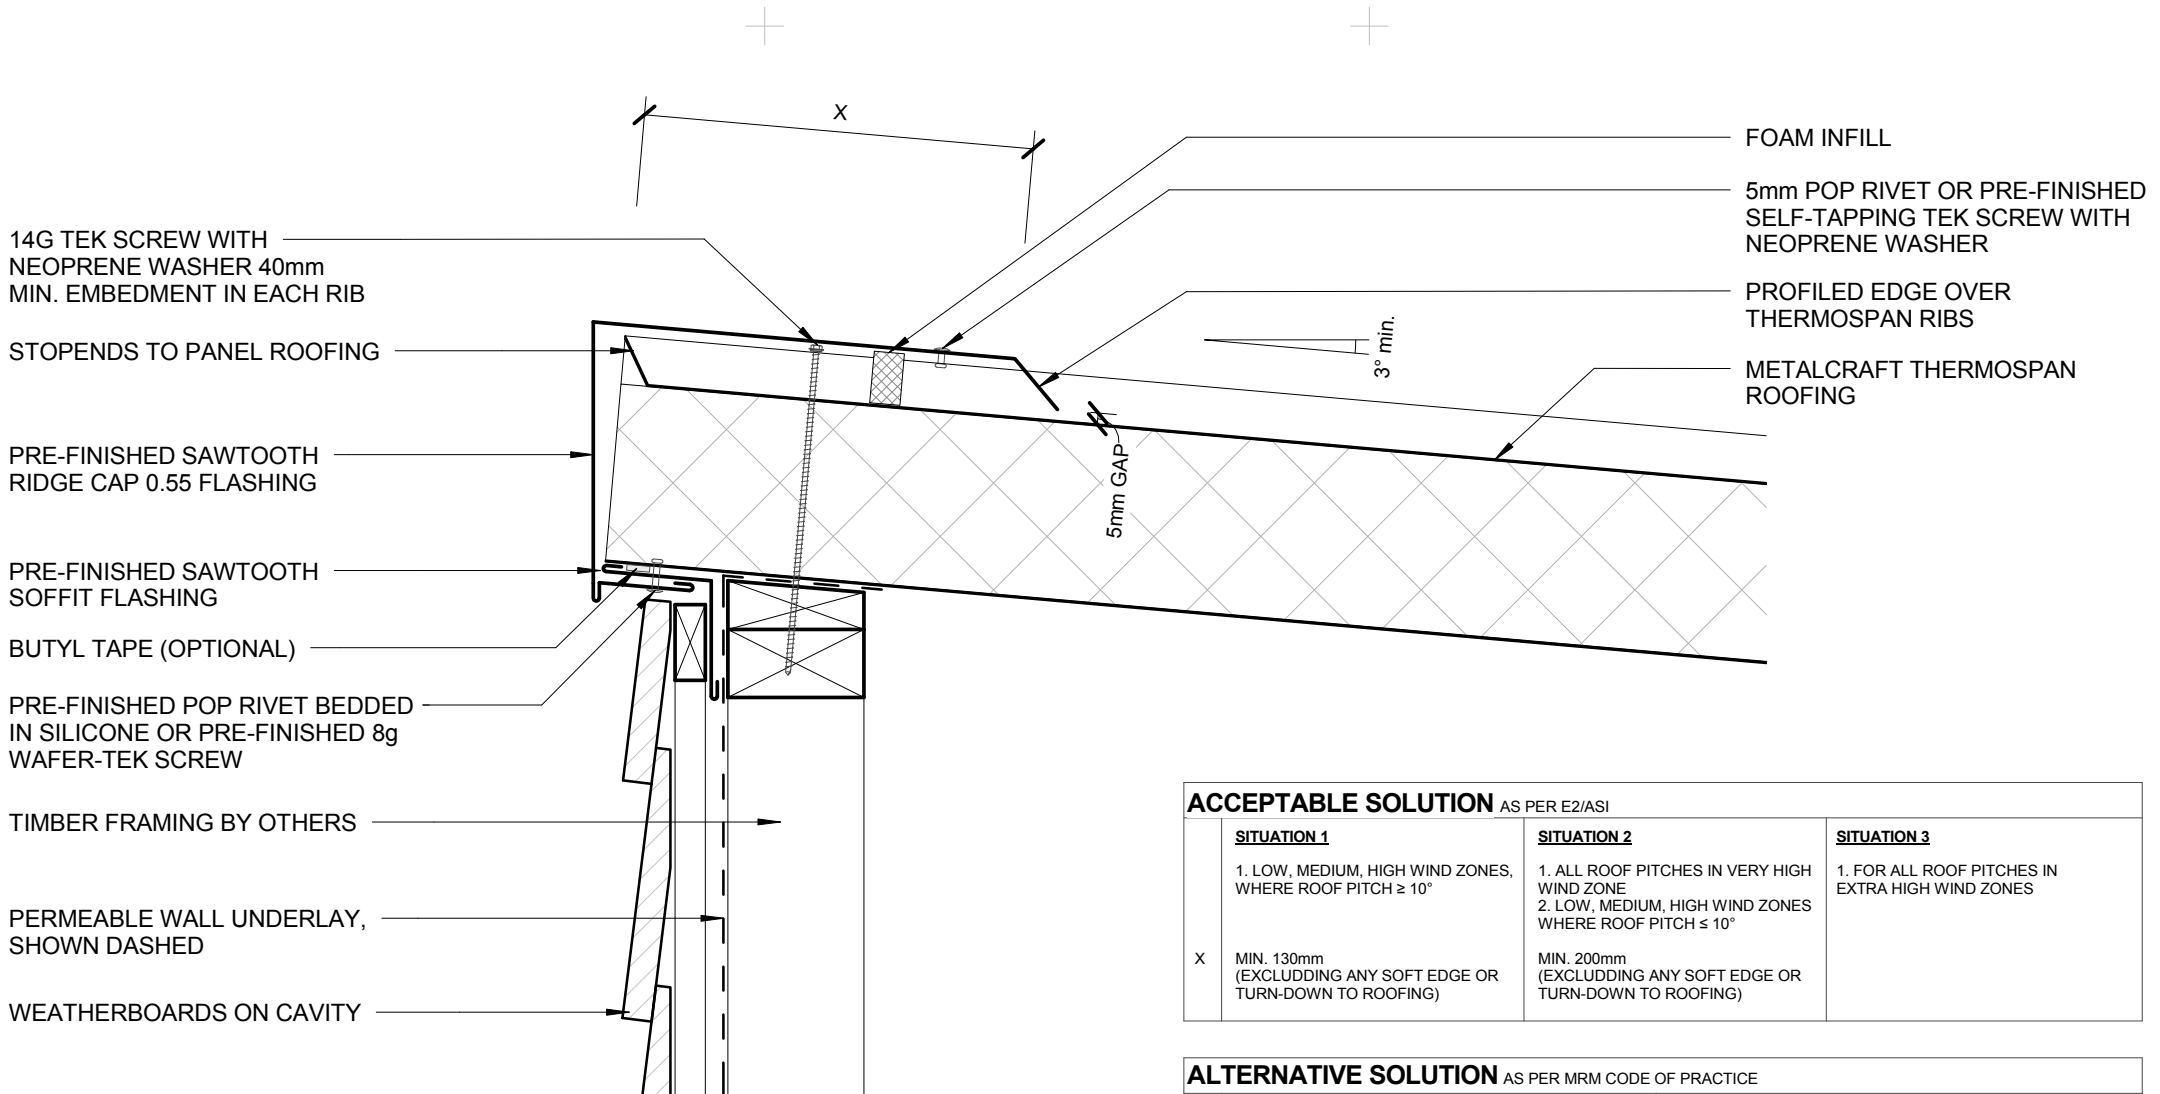 X
14G TEK SCREW WITH
NEOPRENE WASHER 40mm
MIN. EMBEDMENT IN EACH RIB
STOPENDS TO PANEL ROOFING
PRE-FINISHED SAWTOOTH
RIDGE CAP 0.55 FLASHING
PRE-FINISHED SAWTOOTH
SOFFIT FLASHING
BUTYL TAPE (OPTIONAL)
PRE-FINISHED POP RIVET BEDDED
IN SILICONE OR PRE-FINISHED 8g
WAFER-TEK SCREW
TIMBER FRAMING BY OTHERS
PERMEABLE WALL UNDERLAY,
SHOWN DASHED
WEATHERBOARDS ON CAVITY
FOAM INFILL
5mm POP RIVET OR PRE-FINISHED
SELF-TAPPING TEK SCREW WITH
NEOPRENE WASHER
PROFILED EDGE OVER
THERMOSPAN RIBS
METALCRAFT THERMOSPAN
ROOFING
3° min.
5mm GAP
ACCEPTABLE SOLUTION AS PER E2/ASI
SITUATION 1
1. LOW, MEDIUM, HIGH WIND ZONES,
WHERE ROOF PITCH ≥ 10°
SITUATION 2
1. ALL ROOF PITCHES IN VERY HIGH
WIND ZONE
2. LOW, MEDIUM, HIGH WIND ZONES
WHERE ROOF PITCH ≤ 10°
SITUATION 3
1. FOR ALL ROOF PITCHES IN
EXTRA HIGH WIND ZONES
X
MIN. 130mm
(EXCLUDDING ANY SOFT EDGE OR
TURN-DOWN TO ROOFING)
MIN. 200mm
(EXCLUDDING ANY SOFT EDGE OR
TURN-DOWN TO ROOFING)
ALTERNATIVE SOLUTION AS PER MRM CODE OF PRACTICE